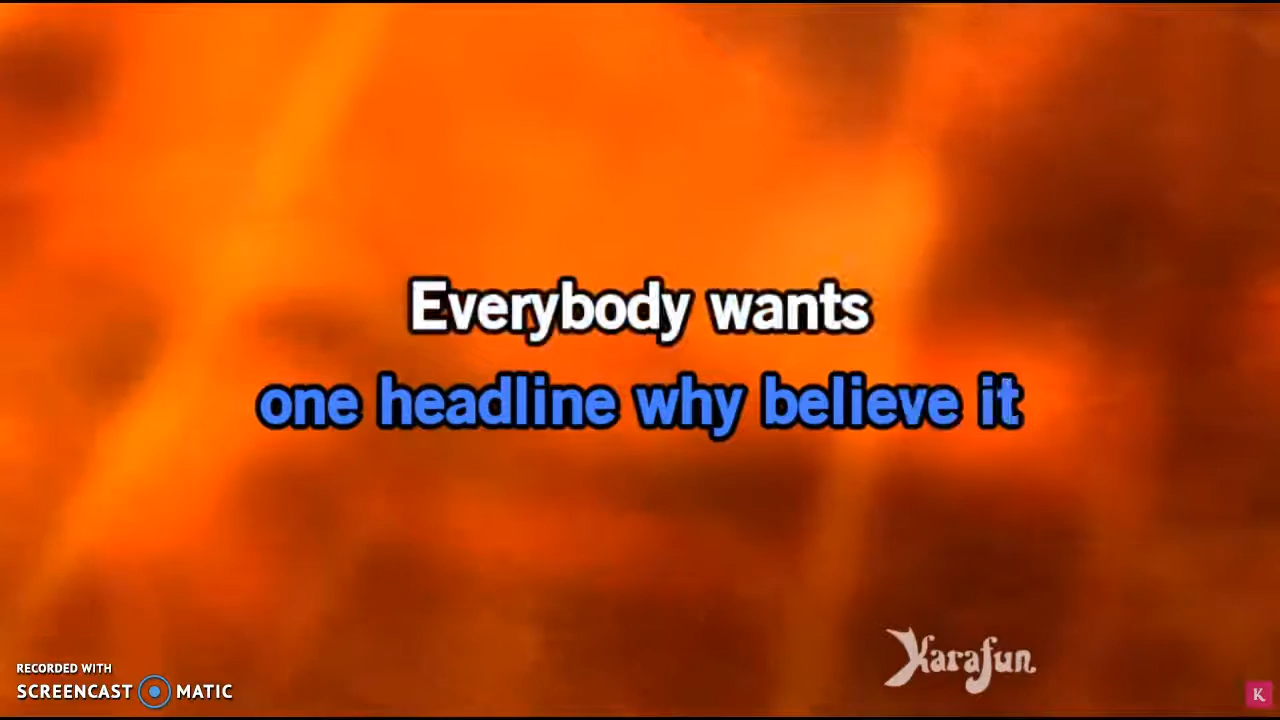 Everybody wants
one headline why believe it
Karafun
RECORDED WITH
SCREENCAST MATIC
K